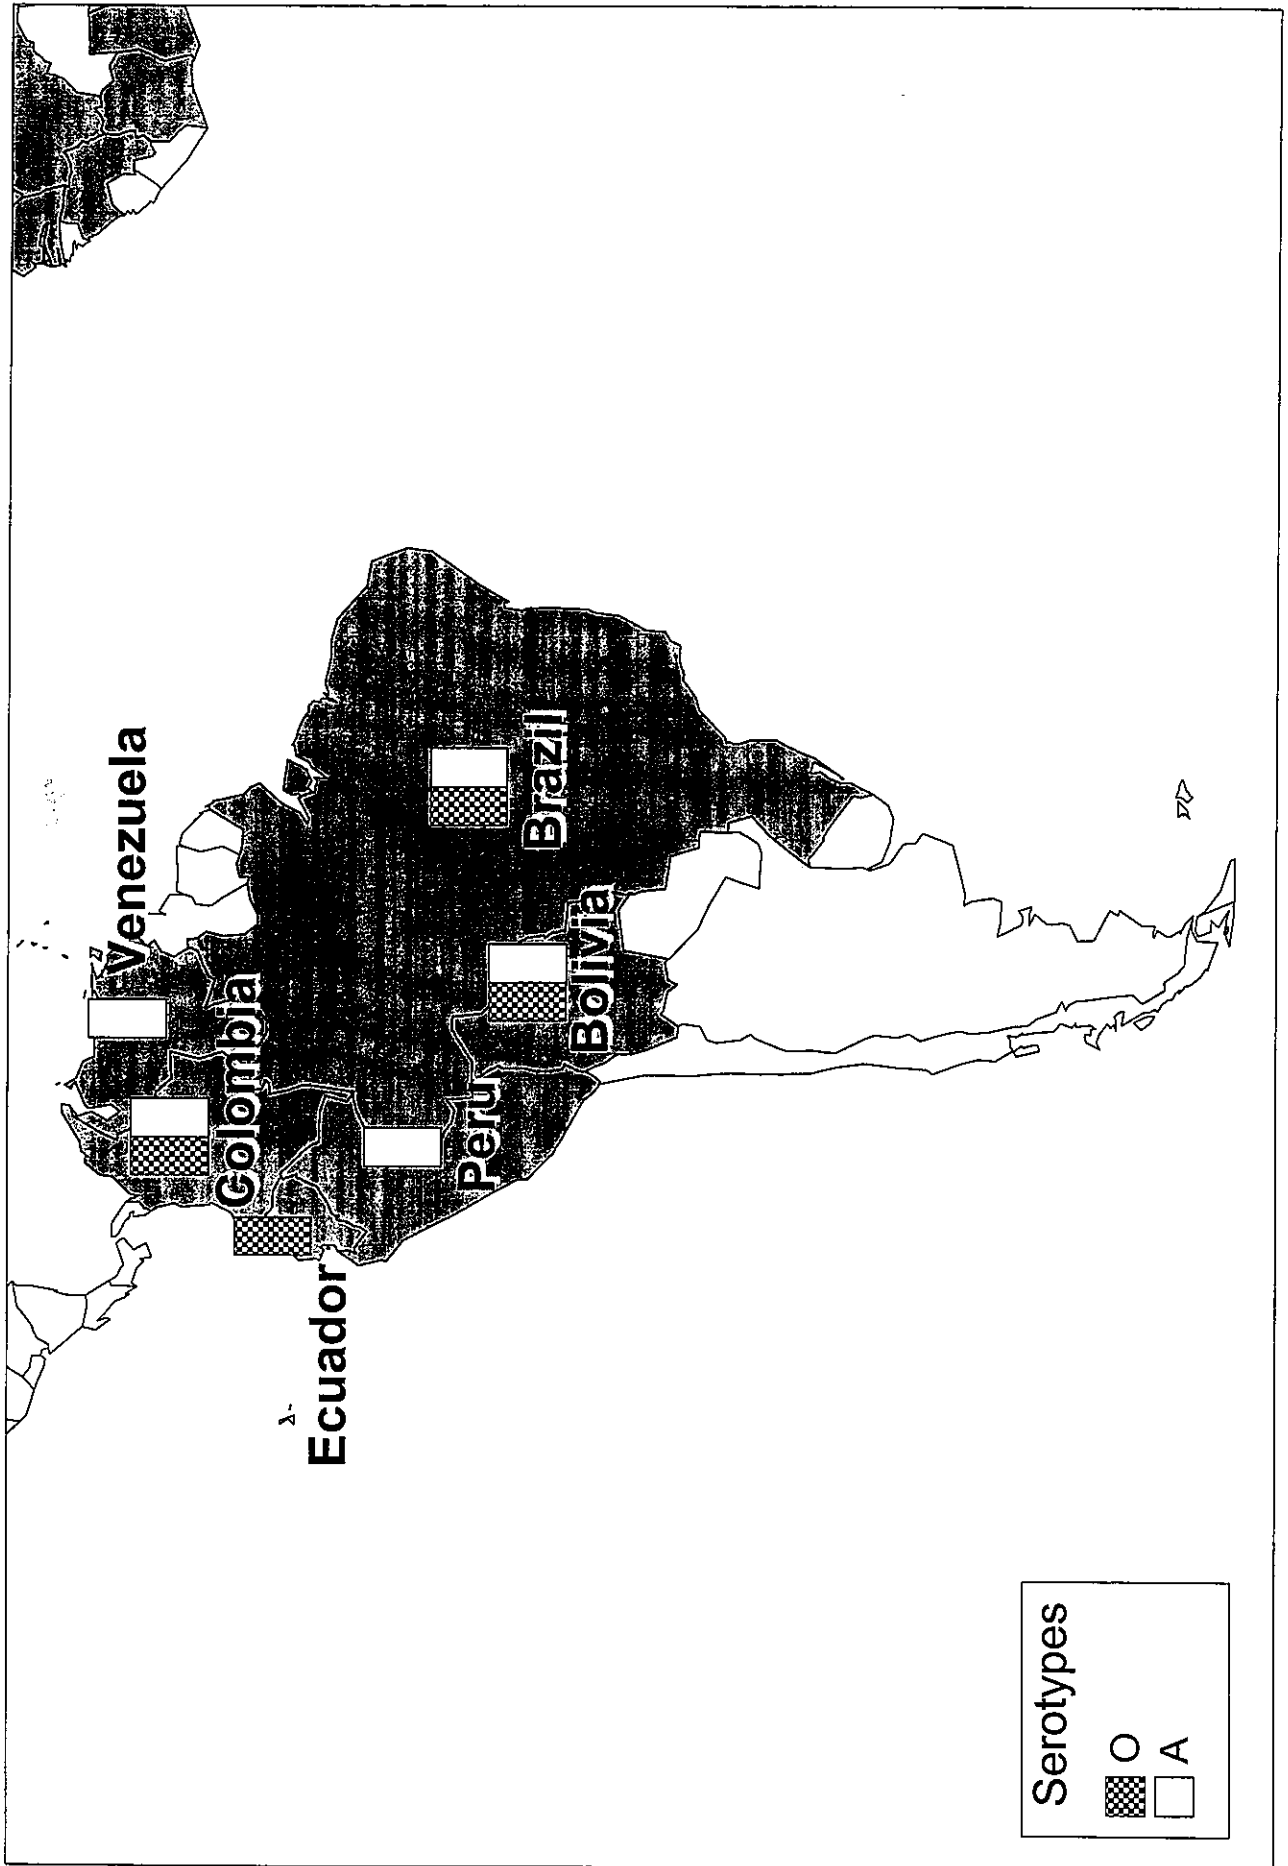 Venezuela
Colombia
Ecuador
Peru
Brazil
Bolivia
Serotypes
O
A